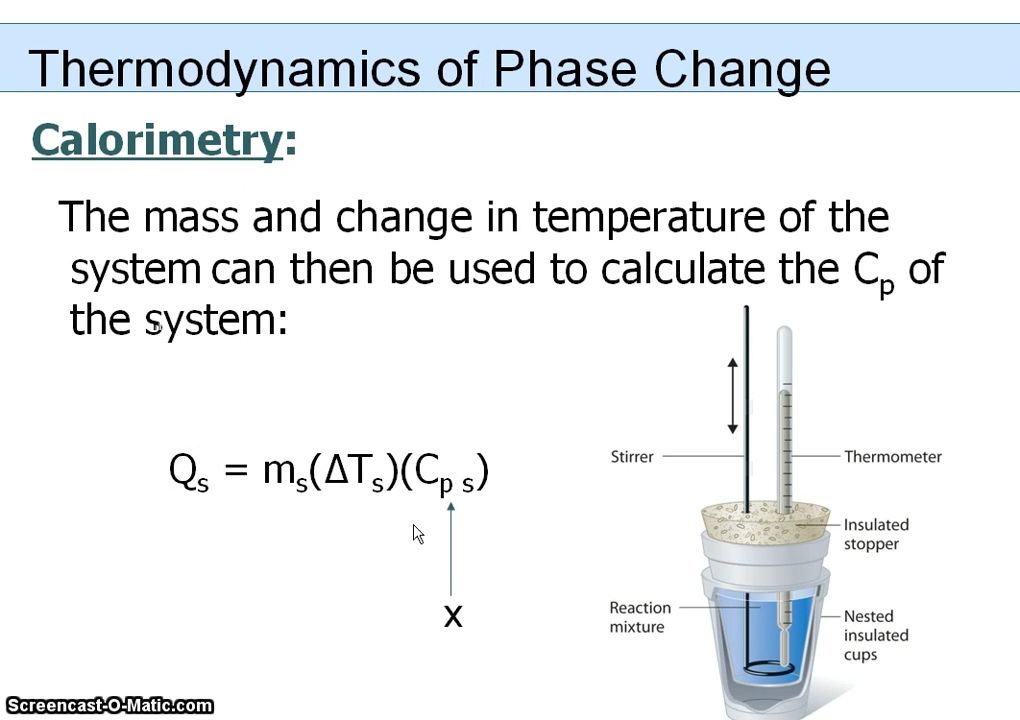 Thermodynamics of Phase Change
Calorimetry:
The mass and change in temperature of the
system can then be used to calculate the Cp of
the system:
Qs = ms(ΔTs)(Cp s)
x
Stirrer
Thermometer
Insulated
stopper
Reaction
mixture
Nested
insulated
cups
Screencast-O-Matic.com